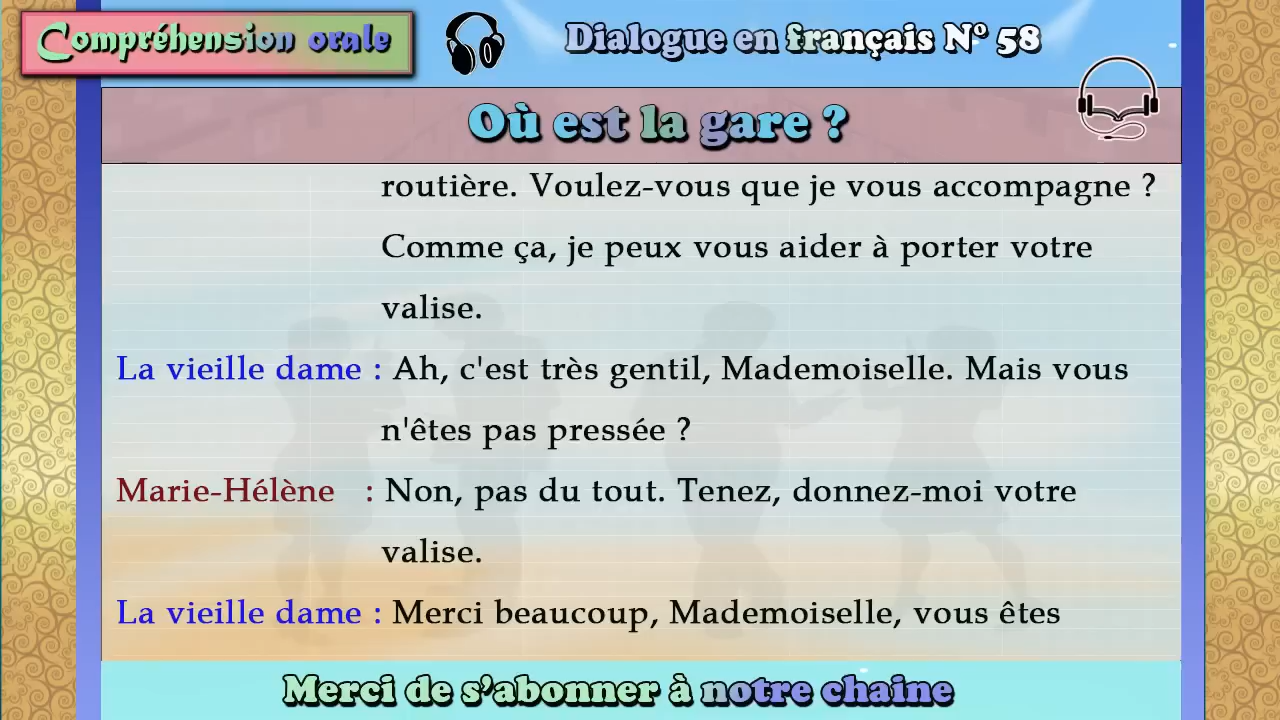 Compréhension orale
Dialogue en français N° 58
Où est la gare ?
routière. Voulez-vous que je vous accompagne ?
Comme ça, je peux vous aider à porter votre
valise.
La vieille dame : Ah, c'est très gentil, Mademoiselle. Mais vous
n'êtes pas pressée ?
Marie-Hélène : Non, pas du tout. Tenez, donnez-moi votre
valise.
La vieille dame : Merci beaucoup, Mademoiselle, vous êtes
Merci de s’abonner à notre chaine